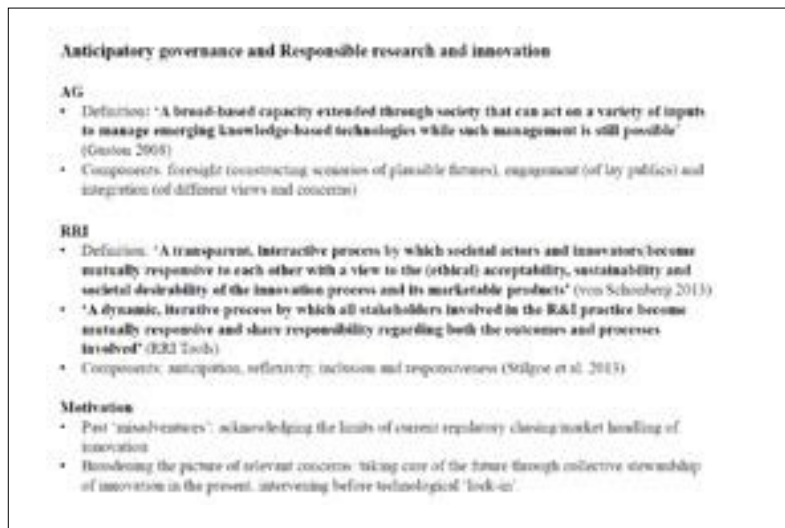 Anticipatory governance and Responsible research and innovation
AG
• Definition: ‘A broad-based capacity extended through society that can act on a variety of inputs
to manage emerging knowledge-based technologies while such management is still possible’
(Guston 2008)
• Components: foresight (constructing scenarios of plausible futures), engagement (of lay publics) and
integration (of different views and concerns)
RRI
• Definition: ‘A transparent, interactive process by which societal actors and innovators become
mutually responsive to each other with a view to the (ethical) acceptability, sustainability and
societal desirability of the innovation process and its marketable products’ (von Schomberg 2013)
• ‘A dynamic, iterative process by which all stakeholders involved in the R&I practice become
mutually responsive and share responsibility regarding both the outcomes and processes
involved’ (RRI Tools)
• Components: anticipation, reflexivity, inclusion and responsiveness (Stilgoe et al. 2013)
Motivation
• Past ‘misadventures’: acknowledging the limits of current regulatory market handling of
innovation
• Broadening the picture of relevant concerns: taking care of the future through collective stewardship
of innovation in the present, intervening before technological ‘lock-in’